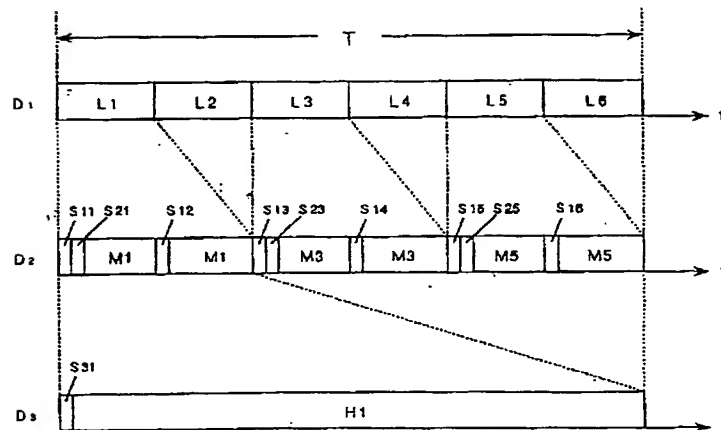 T
D1 L1 L2 L3 L4 L5 L6 t
S11 S21 S12 S13 S23 S14 S15 S25 S16
D2 M1 M1 M3 M3 M5 M5
S31
D3 H1